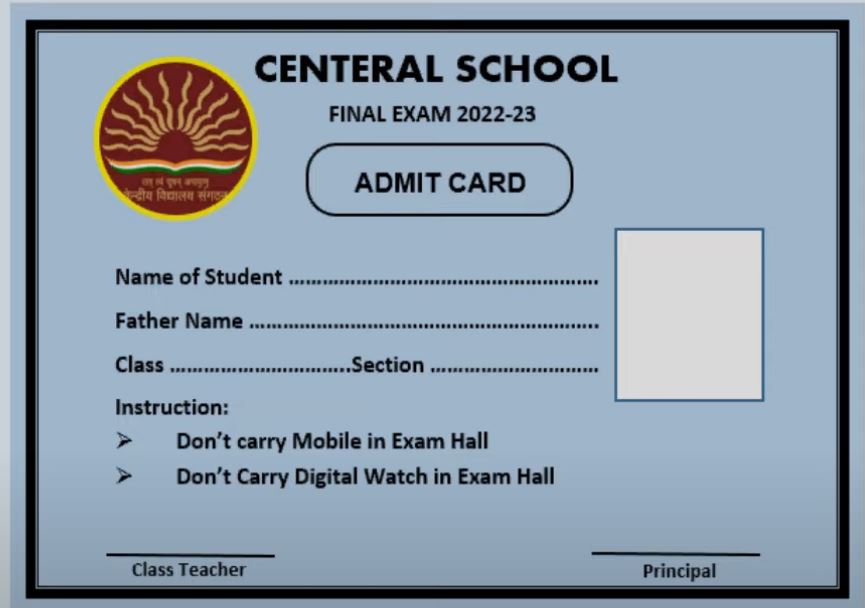 CENTERAL SCHOOL
FINAL EXAM 2022-23
ADMIT CARD
तत् त्वं पूषन् अपावृणु
केन्द्रीय विद्यालय संगठन
Name of Student ........................................................
Father Name ...............................................................
Class ................................Section ..............................
Instruction:
➢ Don’t carry Mobile in Exam Hall
➢ Don’t Carry Digital Watch in Exam Hall
Class Teacher
Principal